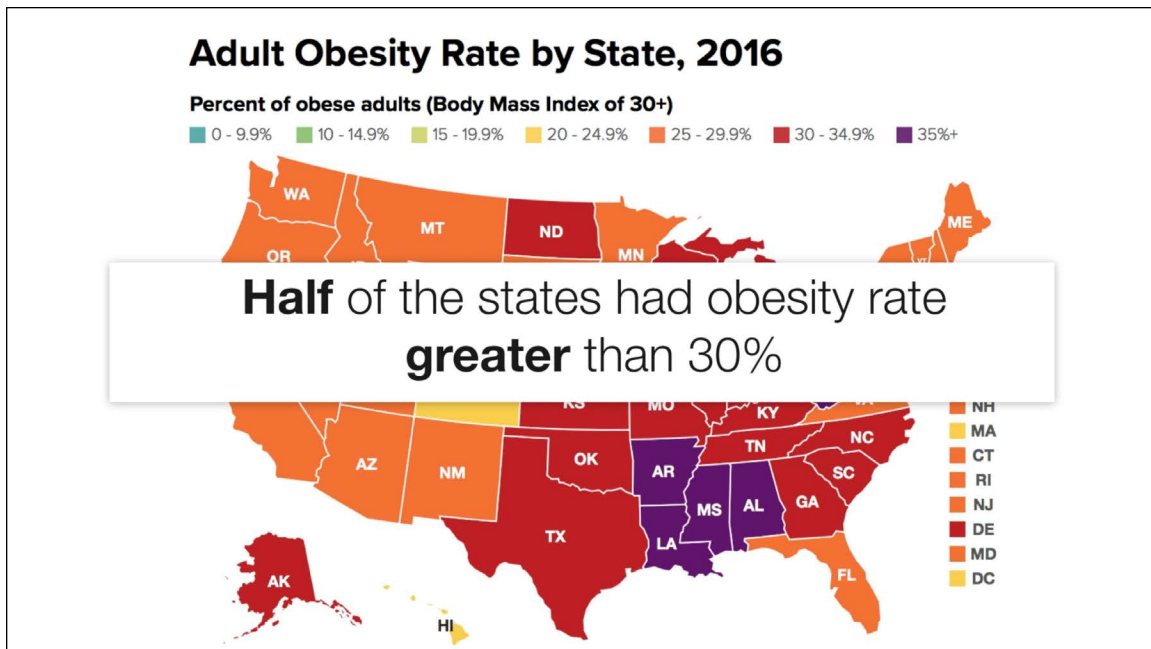 Adult Obesity Rate by State, 2016
Percent of obese adults (Body Mass Index of 30+)
0 - 9.9% 10 - 14.9% 15 - 19.9% 20 - 24.9% 25 - 29.9% 30 - 34.9% 35%+
WA
MT
ND
MN
ME
OR
VT
Half of the states had obesity rate
greater than 30%
KS
MO
KY
VA
NH
MA
CT
RI
NJ
DE
MD
DC
AZ
NM
OK
AR
TN
NC
SC
MS
AL
GA
TX
LA
FL
AK
HI